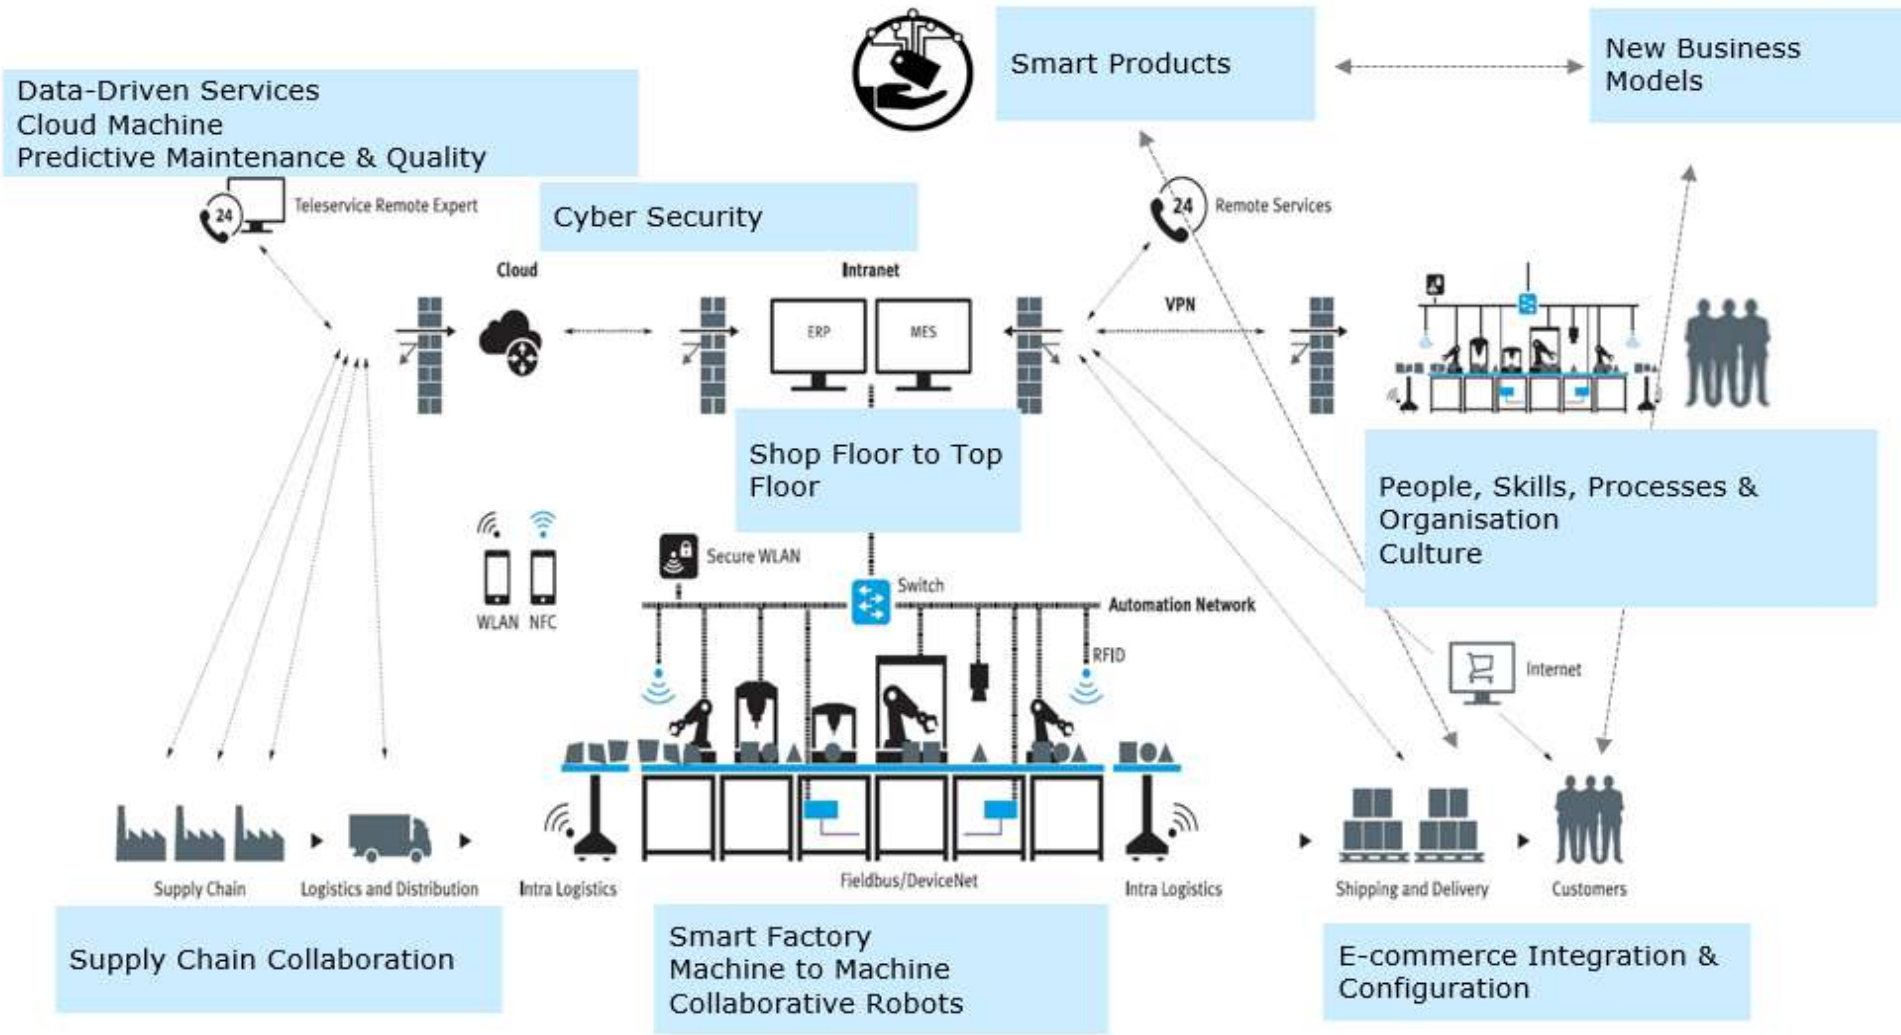 Smart Products
New Business
Models
Data-Driven Services
Cloud Machine
Predictive Maintenance & Quality
24
Teleservice Remote Expert
Cyber Security
24
Remote Services
Cloud
Intranet
VPN
ERP
MES
Shop Floor to Top
Floor
People, Skills, Processes &
Organisation
Culture
Secure WLAN
Switch
Automation Network
WLAN
NFC
RFID
Internet
Fieldbus/DeviceNet
Supply Chain
Logistics and Distribution
Intra Logistics
Intra Logistics
Shipping and Delivery
Customers
Supply Chain Collaboration
Smart Factory
Machine to Machine
Collaborative Robots
E-commerce Integration &
Configuration